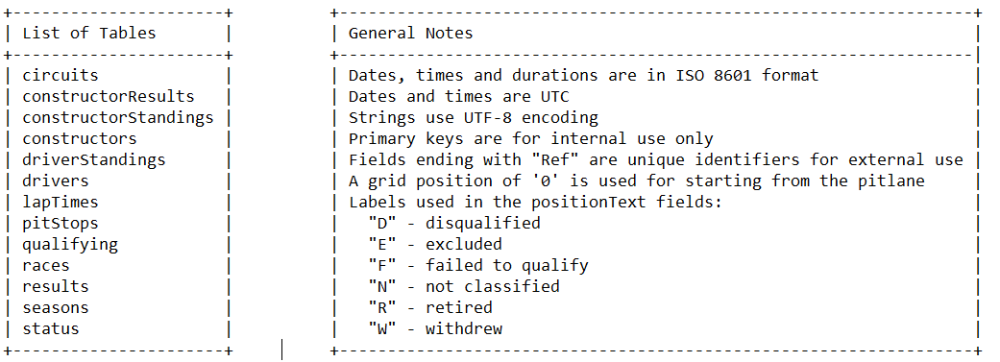 List of Tables
circuits
constructorResults
constructorStandings
constructors
driverStandings
drivers
lapTimes
pitStops
qualifying
races
results
seasons
status
General Notes
Dates, times and durations are in ISO 8601 format
Dates and times are UTC
Strings use UTF-8 encoding
Primary keys are for internal use only
Fields ending with "Ref" are unique identifiers for external use
A grid position of '0' is used for starting from the pitlane
Labels used in the positionText fields:
"D" - disqualified
"E" - excluded
"F" - failed to qualify
"N" - not classified
"R" - retired
"W" - withdrew